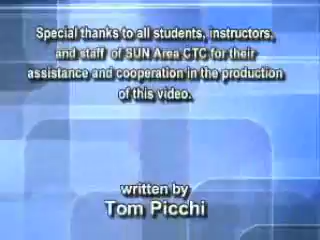 Special thanks to all students, instructors,
and staff of SUN Area CTC for their
assistance and cooperation in the production
of this video.
written by
Tom Picchi